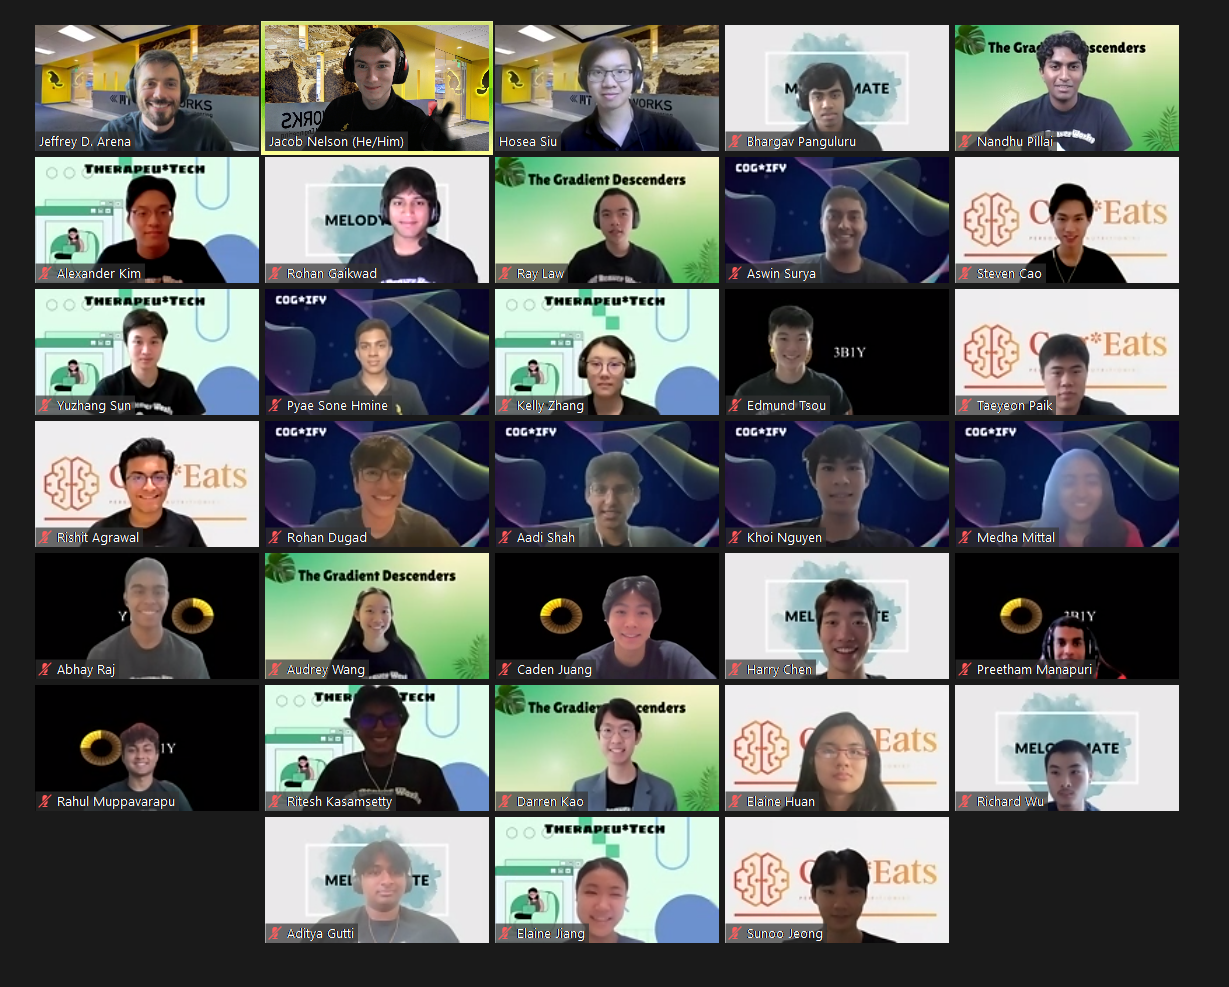 WORKS
Jeffrey D. Arena
WORKS
Jacob Nelson (He/Him)
WORKS
Hosea Siu
MATE
Bhargav Panguluru
The Gra
scenders
Nandhu Pillai
THERAPEU*TECH
Alexander Kim
MELODY
Rohan Gaikwad
The Gradient Descenders
Ray Law
COG*IFY
Aswin Surya
*Eats
Steven Cao
THERAPEU*TECH
Yuzhang Sun
COG*IFY
Pyae Sone Hmine
THERAPEU*TECH
Kelly Zhang
3B1Y
Edmund Tsou
*Eats
Taeyeon Paik
*Eats
Rishit Agrawal
COG*IFY
Rohan Dugad
COG*IFY
Aadi Shah
COG*IFY
Khoi Nguyen
COG*IFY
Medha Mittal
Abhay Raj
The Gradient Descenders
Audrey Wang
Caden Juang
MEL
TE
Harry Chen
3B1Y
Preetham Manapuri
1Y
Rahul Muppavarapu
THERA
TECH
Ritesh Kasamsetty
The Gradie
cenders
Darren Kao
Eats
Elaine Huan
MELO
MATE
Richard Wu
MEL
TE
Aditya Gutti
THERAPEU*TECH
Elaine Jiang
*Eats
Sunoo Jeong